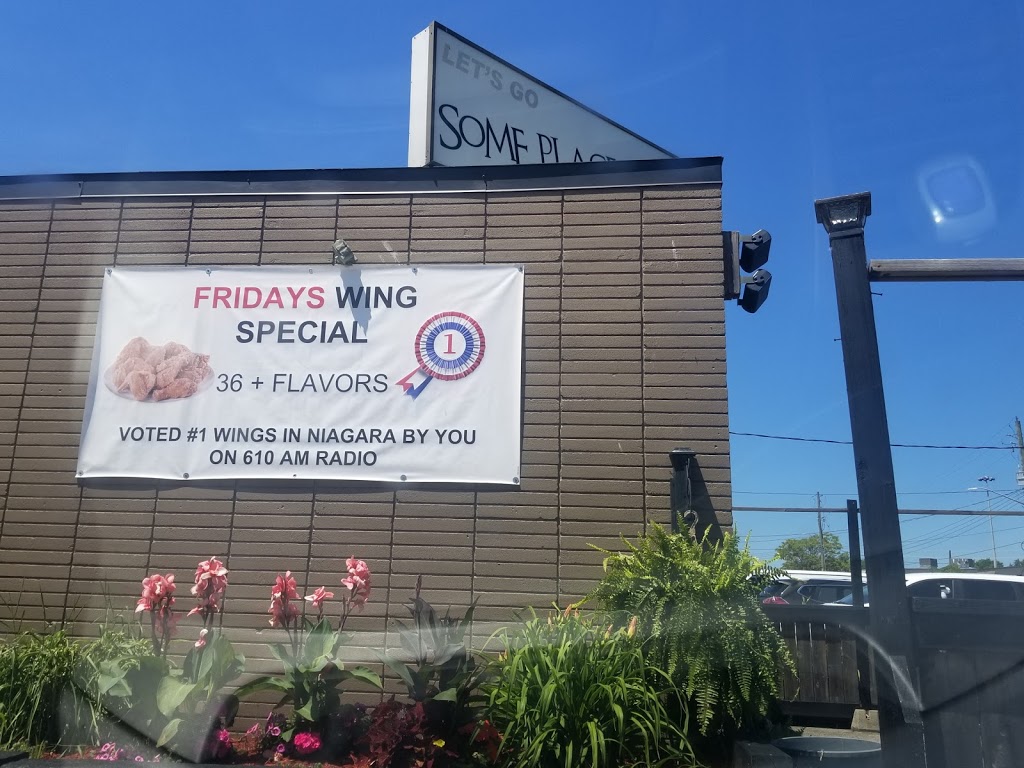 LET'S GO
SOME PLACE
FRIDAYS WING
SPECIAL
1
36 + FLAVORS
VOTED #1 WINGS IN NIAGARA BY YOU
ON 610 AM RADIO